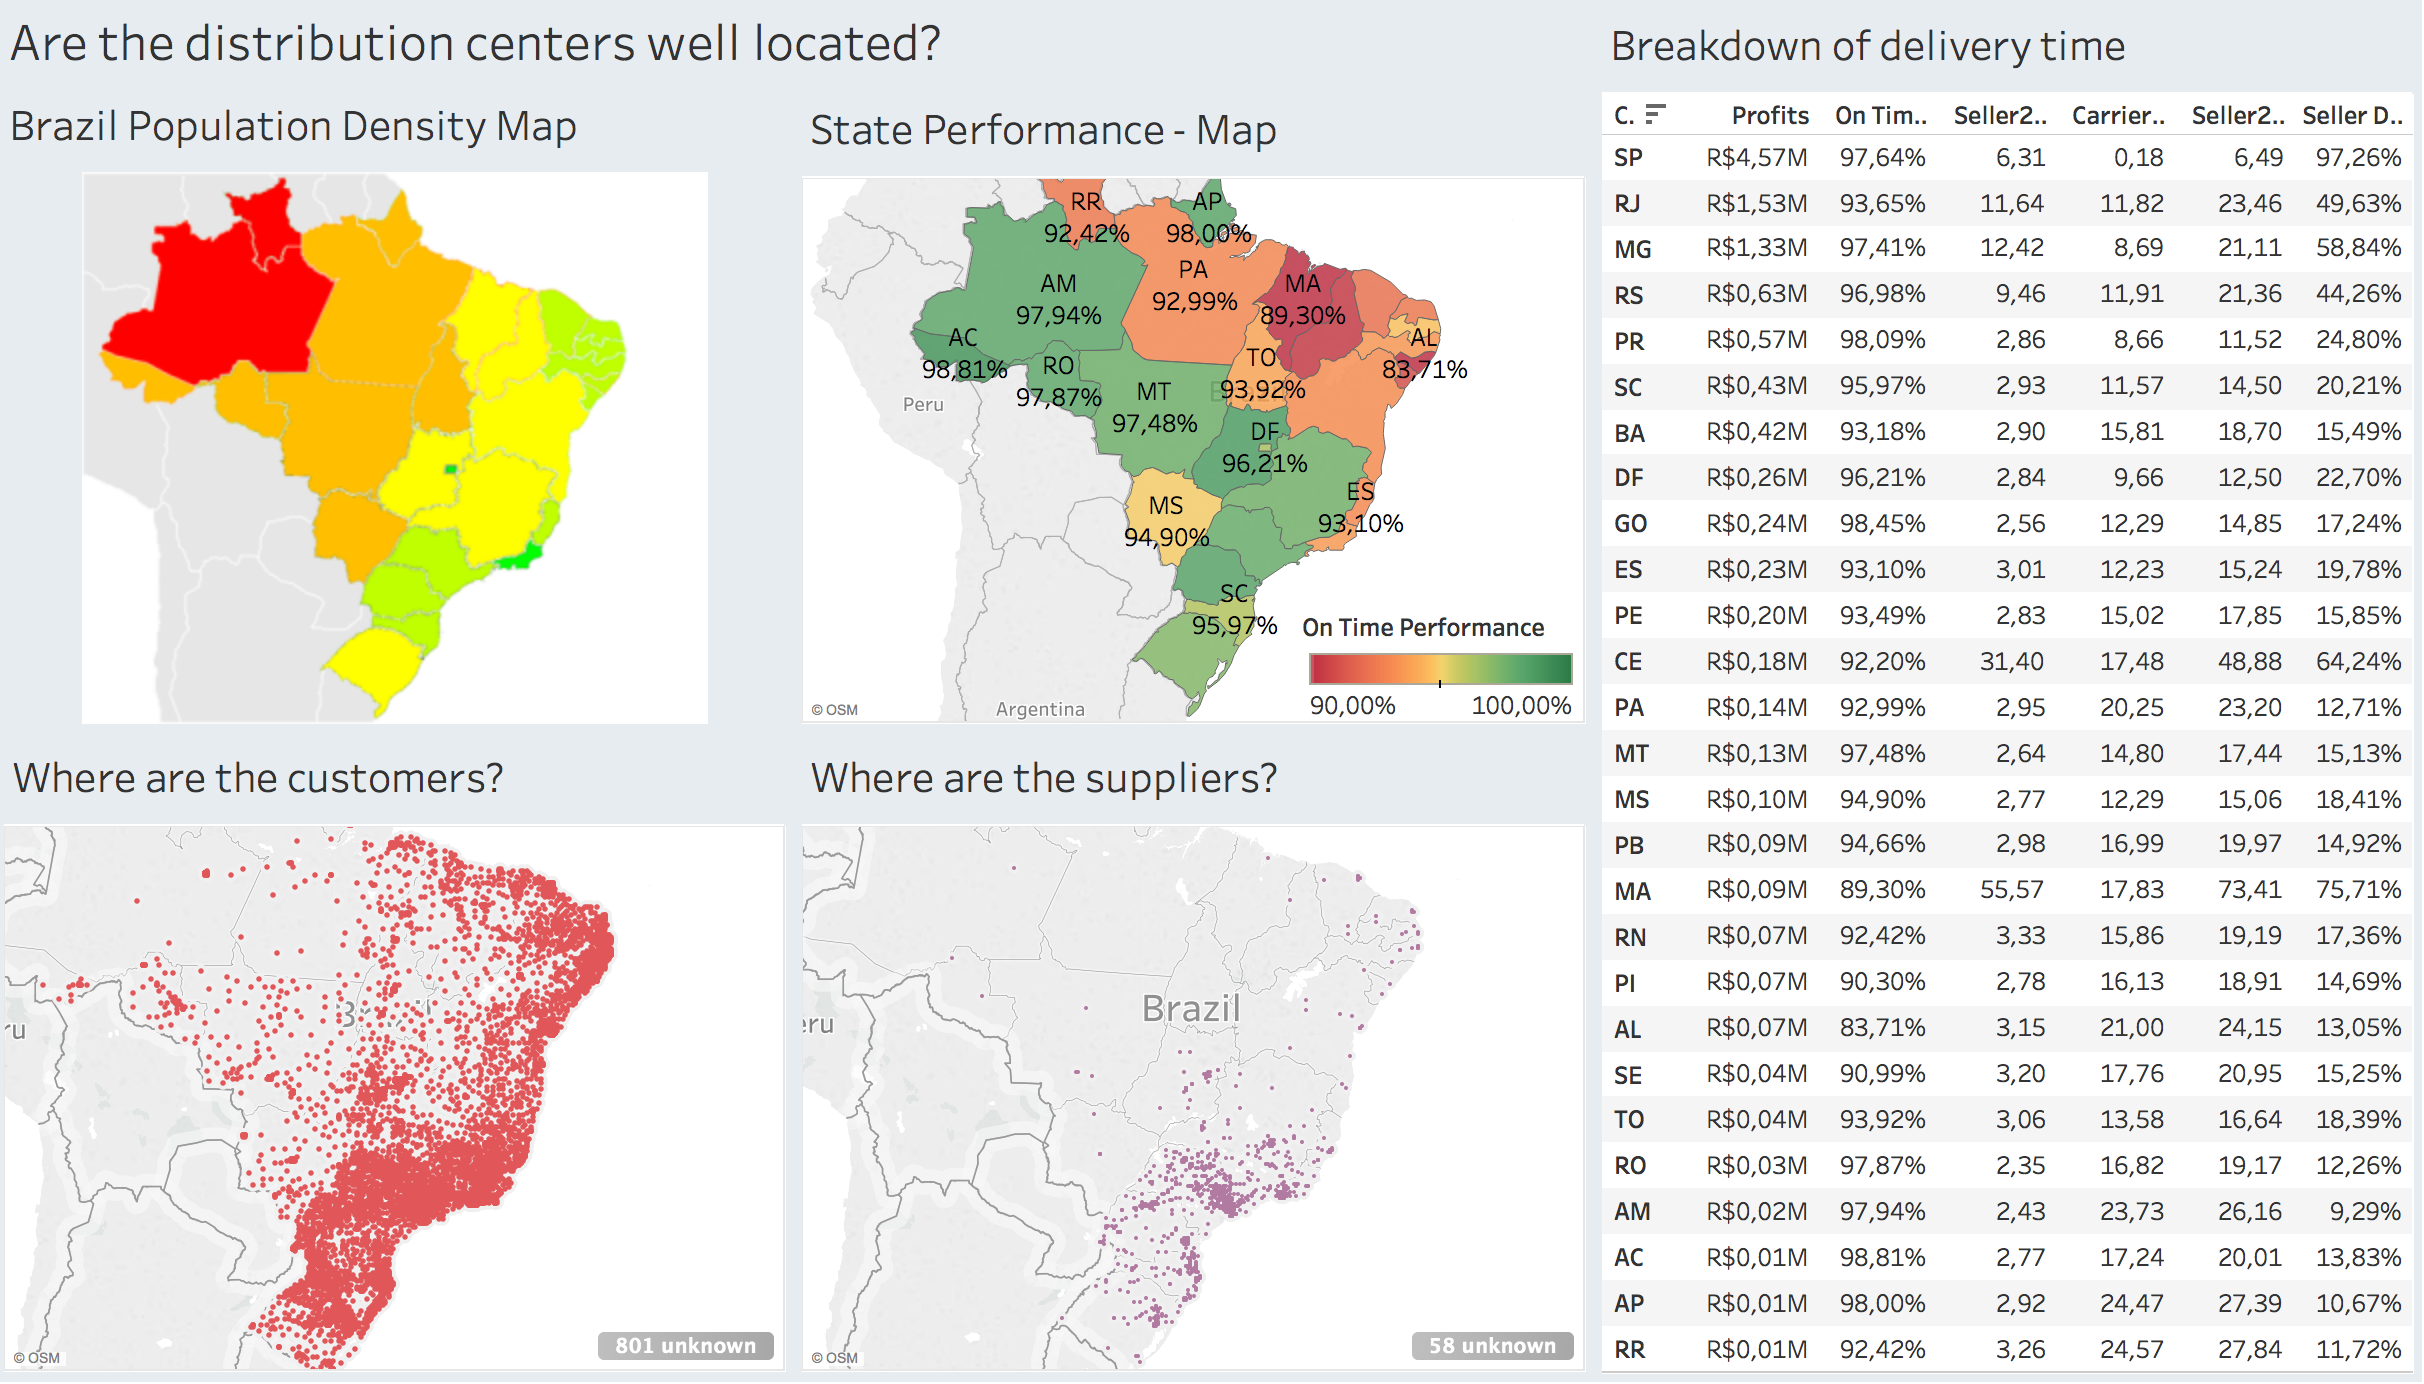 Are the distribution centers well located?
Brazil Population Density Map
State Performance - Map
RR
92,42%
AP
98,00%
AM
97,94%
PA
92,99%
MA
89,30%
AC
98,81%
RO
97,87%
TO
93,92%
AL
83,71%
MT
97,48%
DF
96,21%
MS
94,90%
ES
93,10%
SC
95,97%
Peru
Argentina
© OSM
On Time Performance
90,00% 100,00%
Where are the customers?
801 unknown
© OSM
Where are the suppliers?
Brazil
58 unknown
© OSM
Breakdown of delivery time
C. Profits On Tim.. Seller2.. Carrier.. Seller2.. Seller D..
SP R$4,57M 97,64% 6,31 0,18 6,49 97,26%
RJ R$1,53M 93,65% 11,64 11,82 23,46 49,63%
MG R$1,33M 97,41% 12,42 8,69 21,11 58,84%
RS R$0,63M 96,98% 9,46 11,91 21,36 44,26%
PR R$0,57M 98,09% 2,86 8,66 11,52 24,80%
SC R$0,43M 95,97% 2,93 11,57 14,50 20,21%
BA R$0,42M 93,18% 2,90 15,81 18,70 15,49%
DF R$0,26M 96,21% 2,84 9,66 12,50 22,70%
GO R$0,24M 98,45% 2,56 12,29 14,85 17,24%
ES R$0,23M 93,10% 3,01 12,23 15,24 19,78%
PE R$0,20M 93,49% 2,83 15,02 17,85 15,85%
CE R$0,18M 92,20% 31,40 17,48 48,88 64,24%
PA R$0,14M 92,99% 2,95 20,25 23,20 12,71%
MT R$0,13M 97,48% 2,64 14,80 17,44 15,13%
MS R$0,10M 94,90% 2,77 12,29 15,06 18,41%
PB R$0,09M 94,66% 2,98 16,99 19,97 14,92%
MA R$0,09M 89,30% 55,57 17,83 73,41 75,71%
RN R$0,07M 92,42% 3,33 15,86 19,19 17,36%
PI R$0,07M 90,30% 2,78 16,13 18,91 14,69%
AL R$0,07M 83,71% 3,15 21,00 24,15 13,05%
SE R$0,04M 90,99% 3,20 17,76 20,95 15,25%
TO R$0,04M 93,92% 3,06 13,58 16,64 18,39%
RO R$0,03M 97,87% 2,35 16,82 19,17 12,26%
AM R$0,02M 97,94% 2,43 23,73 26,16 9,29%
AC R$0,01M 98,81% 2,77 17,24 20,01 13,83%
AP R$0,01M 98,00% 2,92 24,47 27,39 10,67%
RR R$0,01M 92,42% 3,26 24,57 27,84 11,72%